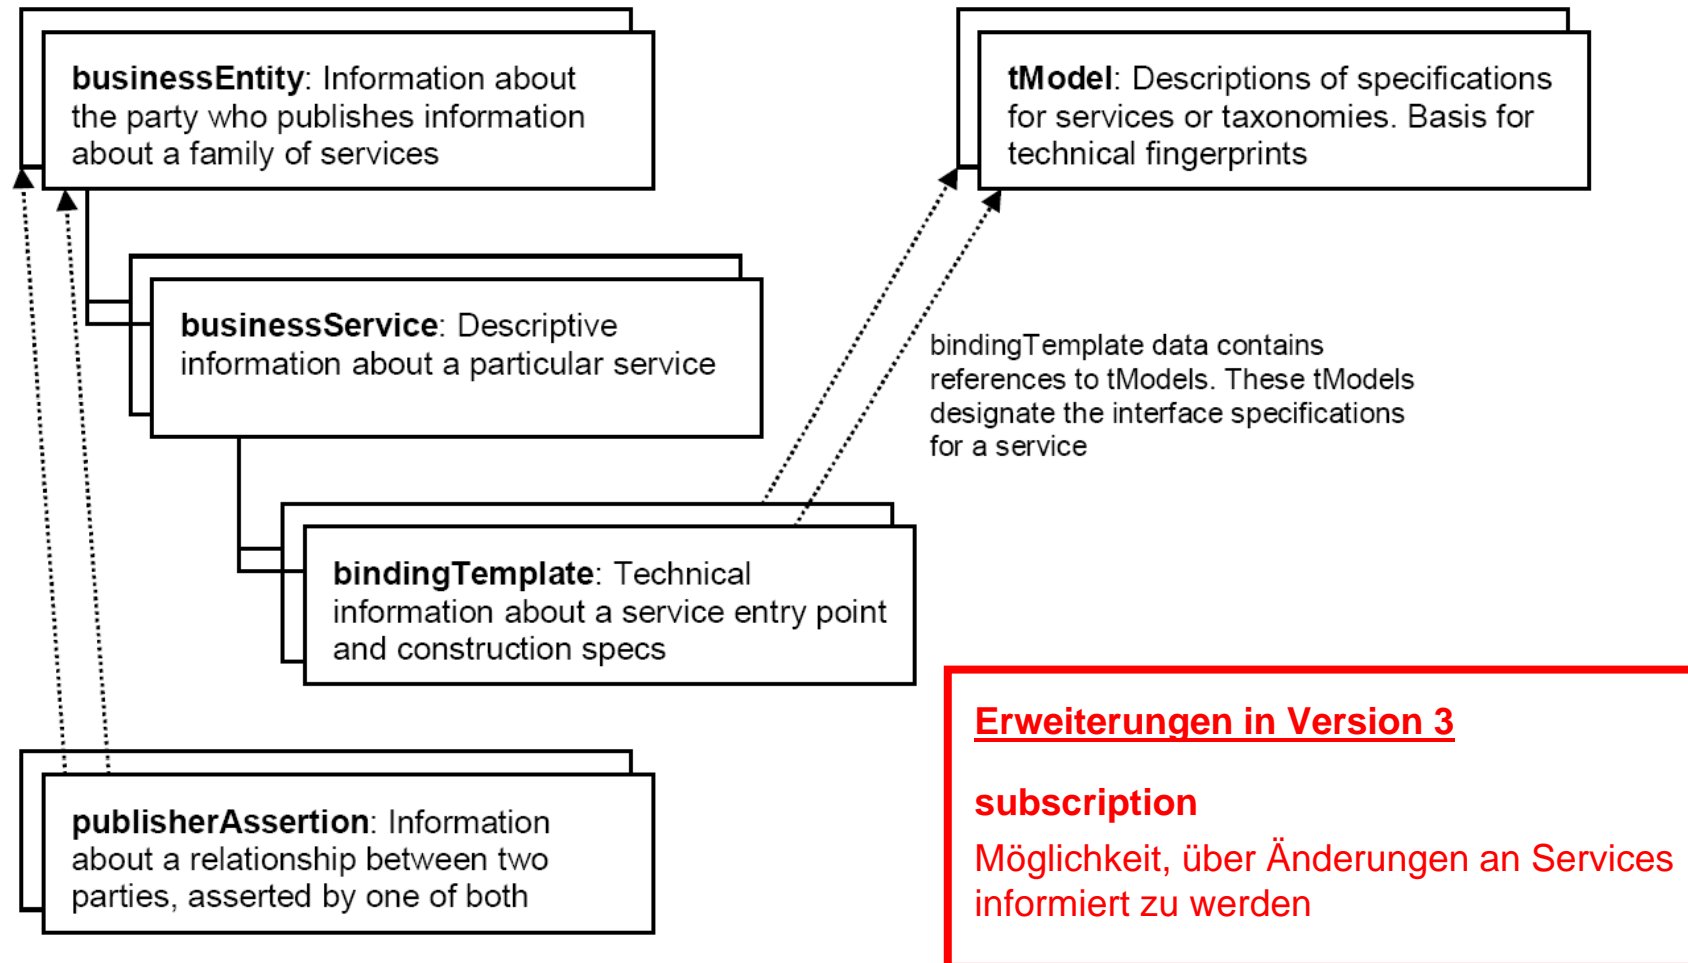 businessEntity: Information about
the party who publishes information
about a family of services
tModel: Descriptions of specifications
for services or taxonomies. Basis for
technical fingerprints
businessService: Descriptive
information about a particular service
bindingTemplate data contains
references to tModels. These tModels
designate the interface specifications
for a service
bindingTemplate: Technical
information about a service entry point
and construction specs
publisherAssertion: Information
about a relationship between two
parties, asserted by one of both
Erweiterungen in Version 3
subscription
Möglichkeit, über Änderungen an Services
informiert zu werden